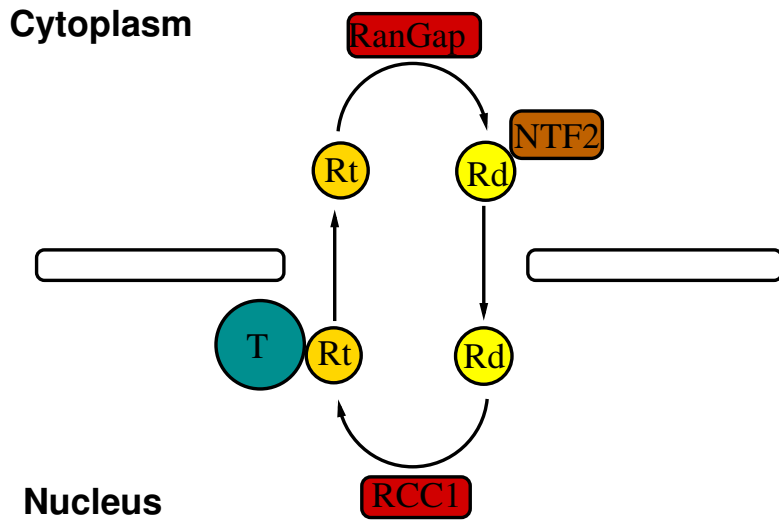 Cytoplasm
RanGap
NTF2
Rt
Rd
T
Rt
Rd
RCC1
Nucleus